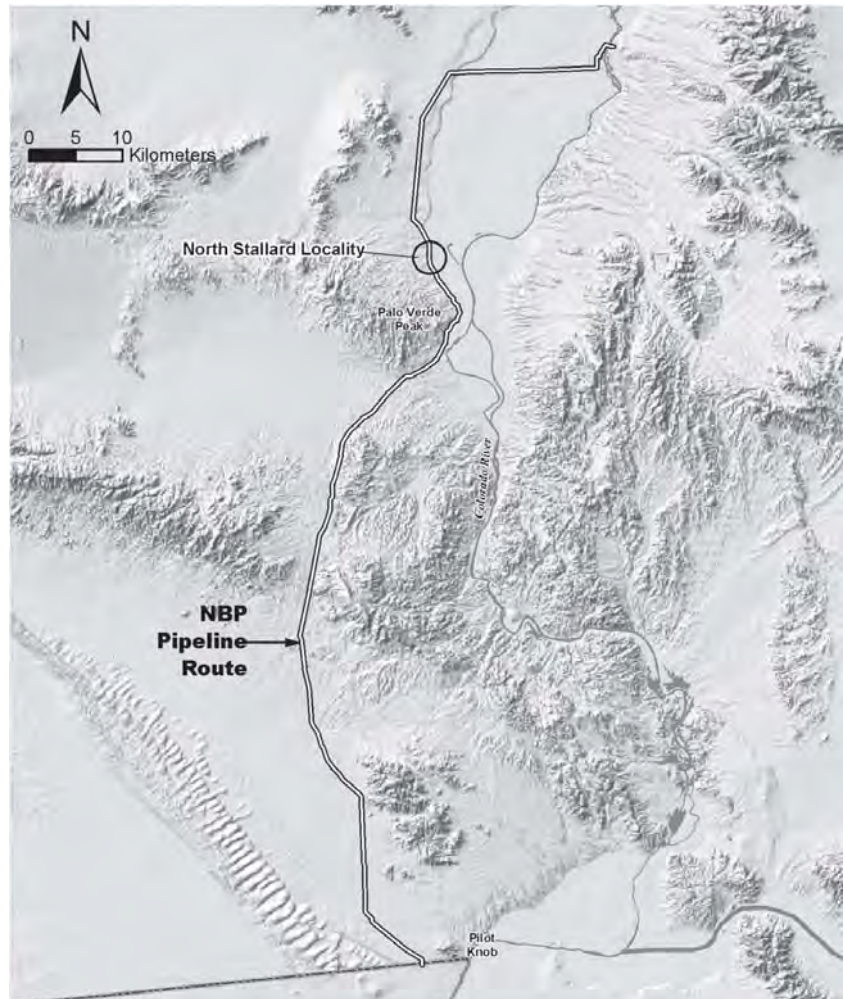 N
0 5 10
Kilometers
North Stallard Locality
Palo Verde
Peak
Colorado River
NBP
Pipeline
Route
Pilot
Knob